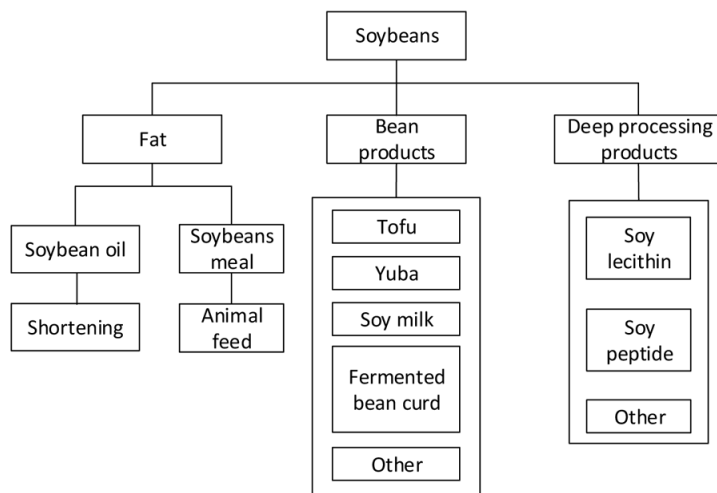 Soybeans
Fat
Bean
products
Deep processing
products
Soybean oil
Soybeans
meal
Shortening
Animal
feed
Tofu
Yuba
Soy milk
Fermented
bean curd
Other
Soy
lecithin
Soy
peptide
Other